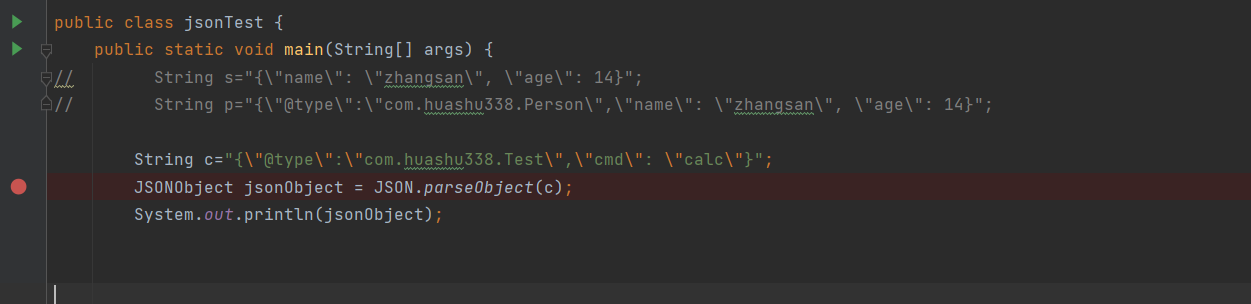 public class jsonTest {
    public static void main(String[] args) {
//        String s="{\"name\": \"zhangsan\", \"age\": 14}";
//        String p="{\"@type\":\"com.huashu338.Person\",\"name\": \"zhangsan\", \"age\": 14}";
        String c="{\"@type\":\"com.huashu338.Test\",\"cmd\": \"calc\"}";
        JSONObject jsonObject = JSON.parseObject(c);
        System.out.println(jsonObject);